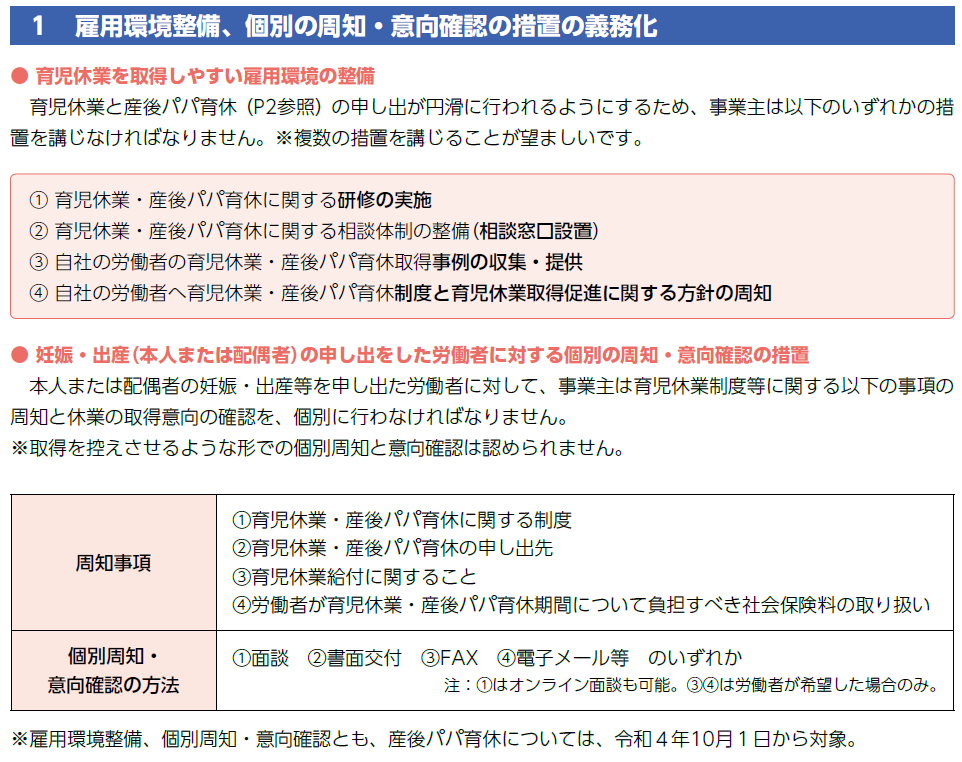 1 雇用環境整備、個別の周知・意向確認の措置の義務化
● 育児休業を取得しやすい雇用環境の整備
育児休業と産後パパ育休（P2参照）の申し出が円滑に行われるようにするため、事業主は以下のいずれかの措
置を講じなければなりません。※複数の措置を講じることが望ましいです。
① 育児休業・産後パパ育休に関する研修の実施
② 育児休業・産後パパ育休に関する相談体制の整備（相談窓口設置）
③ 自社の労働者の育児休業・産後パパ育休取得事例の収集・提供
④ 自社の労働者へ育児休業・産後パパ育休制度と育児休業取得促進に関する方針の周知
● 妊娠・出産（本人または配偶者）の申し出をした労働者に対する個別の周知・意向確認の措置
本人または配偶者の妊娠・出産等を申し出た労働者に対して、事業主は育児休業制度等に関する以下の事項の
周知と休業の取得意向の確認を、個別に行わなければなりません。
※取得を控えさせるような形での個別周知と意向確認は認められません。
周知事項
①育児休業・産後パパ育休に関する制度
②育児休業・産後パパ育休の申し出先
③育児休業給付に関すること
④労働者が育児休業・産後パパ育休期間について負担すべき社会保険料の取り扱い
個別周知・
意向確認の方法
①面談 ②書面交付 ③FAX ④電子メール等 のいずれか
注：①はオンライン面談も可能。③④は労働者が希望した場合のみ。
※雇用環境整備、個別周知・意向確認とも、産後パパ育休については、令和４年10月１日から対象。